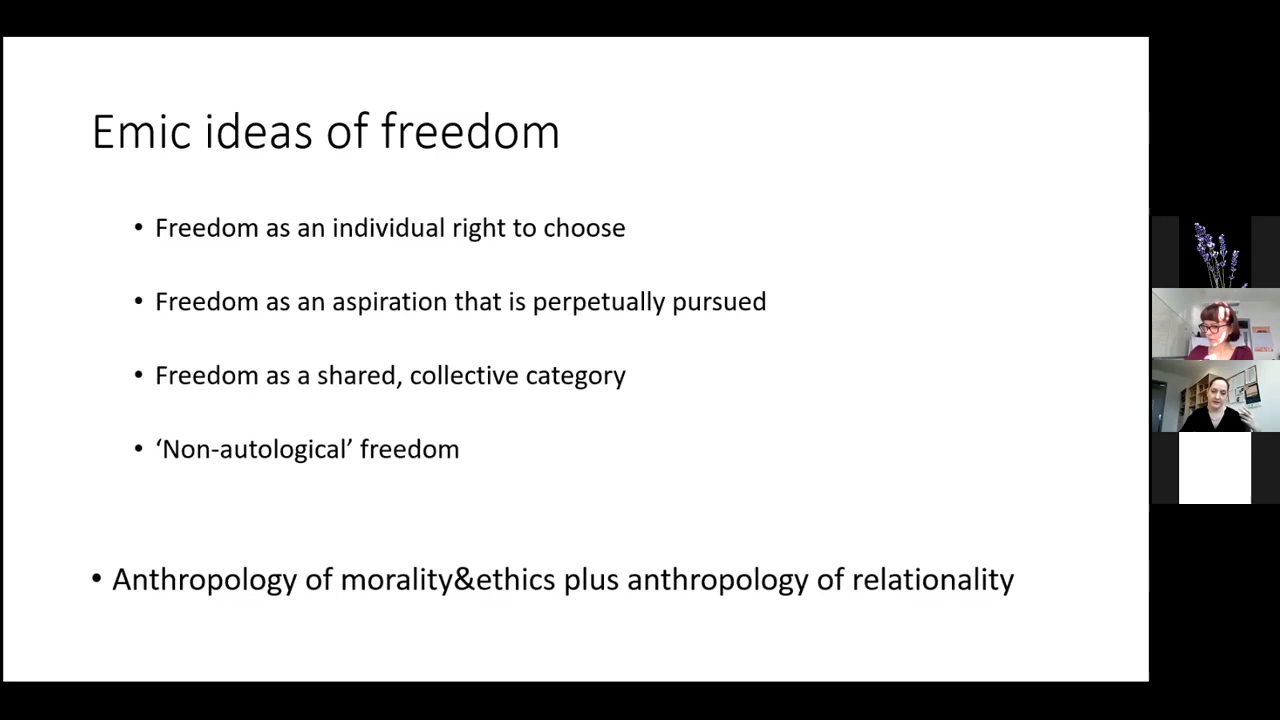 Emic ideas of freedom
• Freedom as an individual right to choose
• Freedom as an aspiration that is perpetually pursued
• Freedom as a shared, collective category
• ‘Non-autological’ freedom
• Anthropology of morality&ethics plus anthropology of relationality